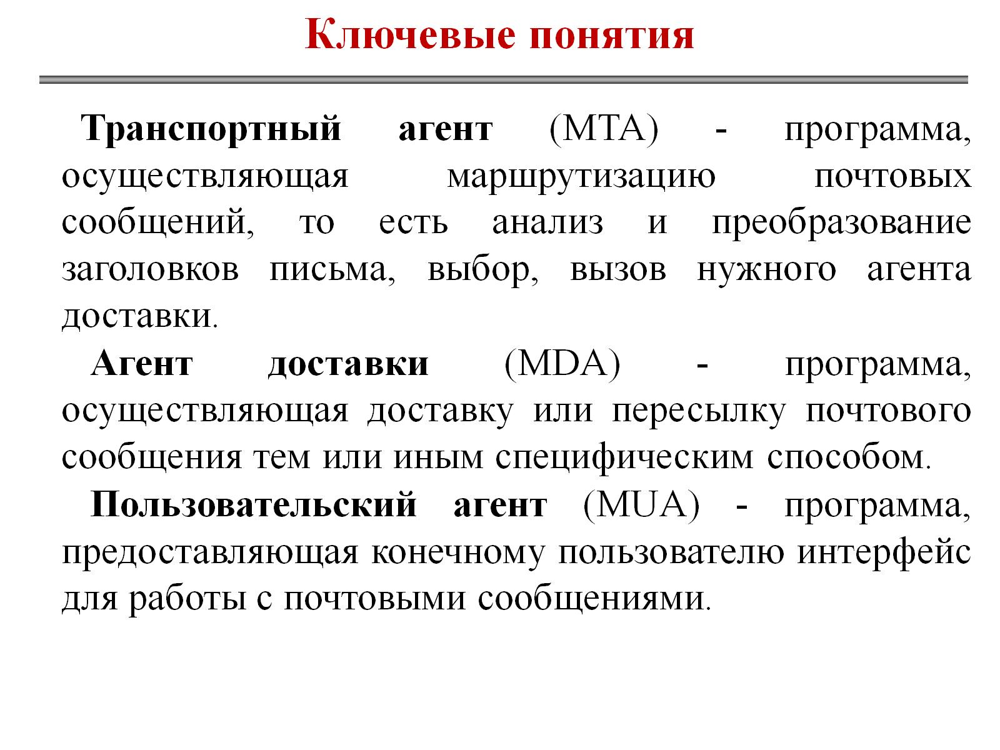 Ключевые понятия
Транспортный агент (MTA) - программа,
осуществляющая маршрутизацию почтовых
сообщений, то есть анализ и преобразование
заголовков письма, выбор, вызов нужного агента
доставки.
Агент доставки (MDA) - программа,
осуществляющая доставку или пересылку почтового
сообщения тем или иным специфическим способом.
Пользовательский агент (MUA) - программа,
предоставляющая конечному пользователю интерфейс
для работы с почтовыми сообщениями.